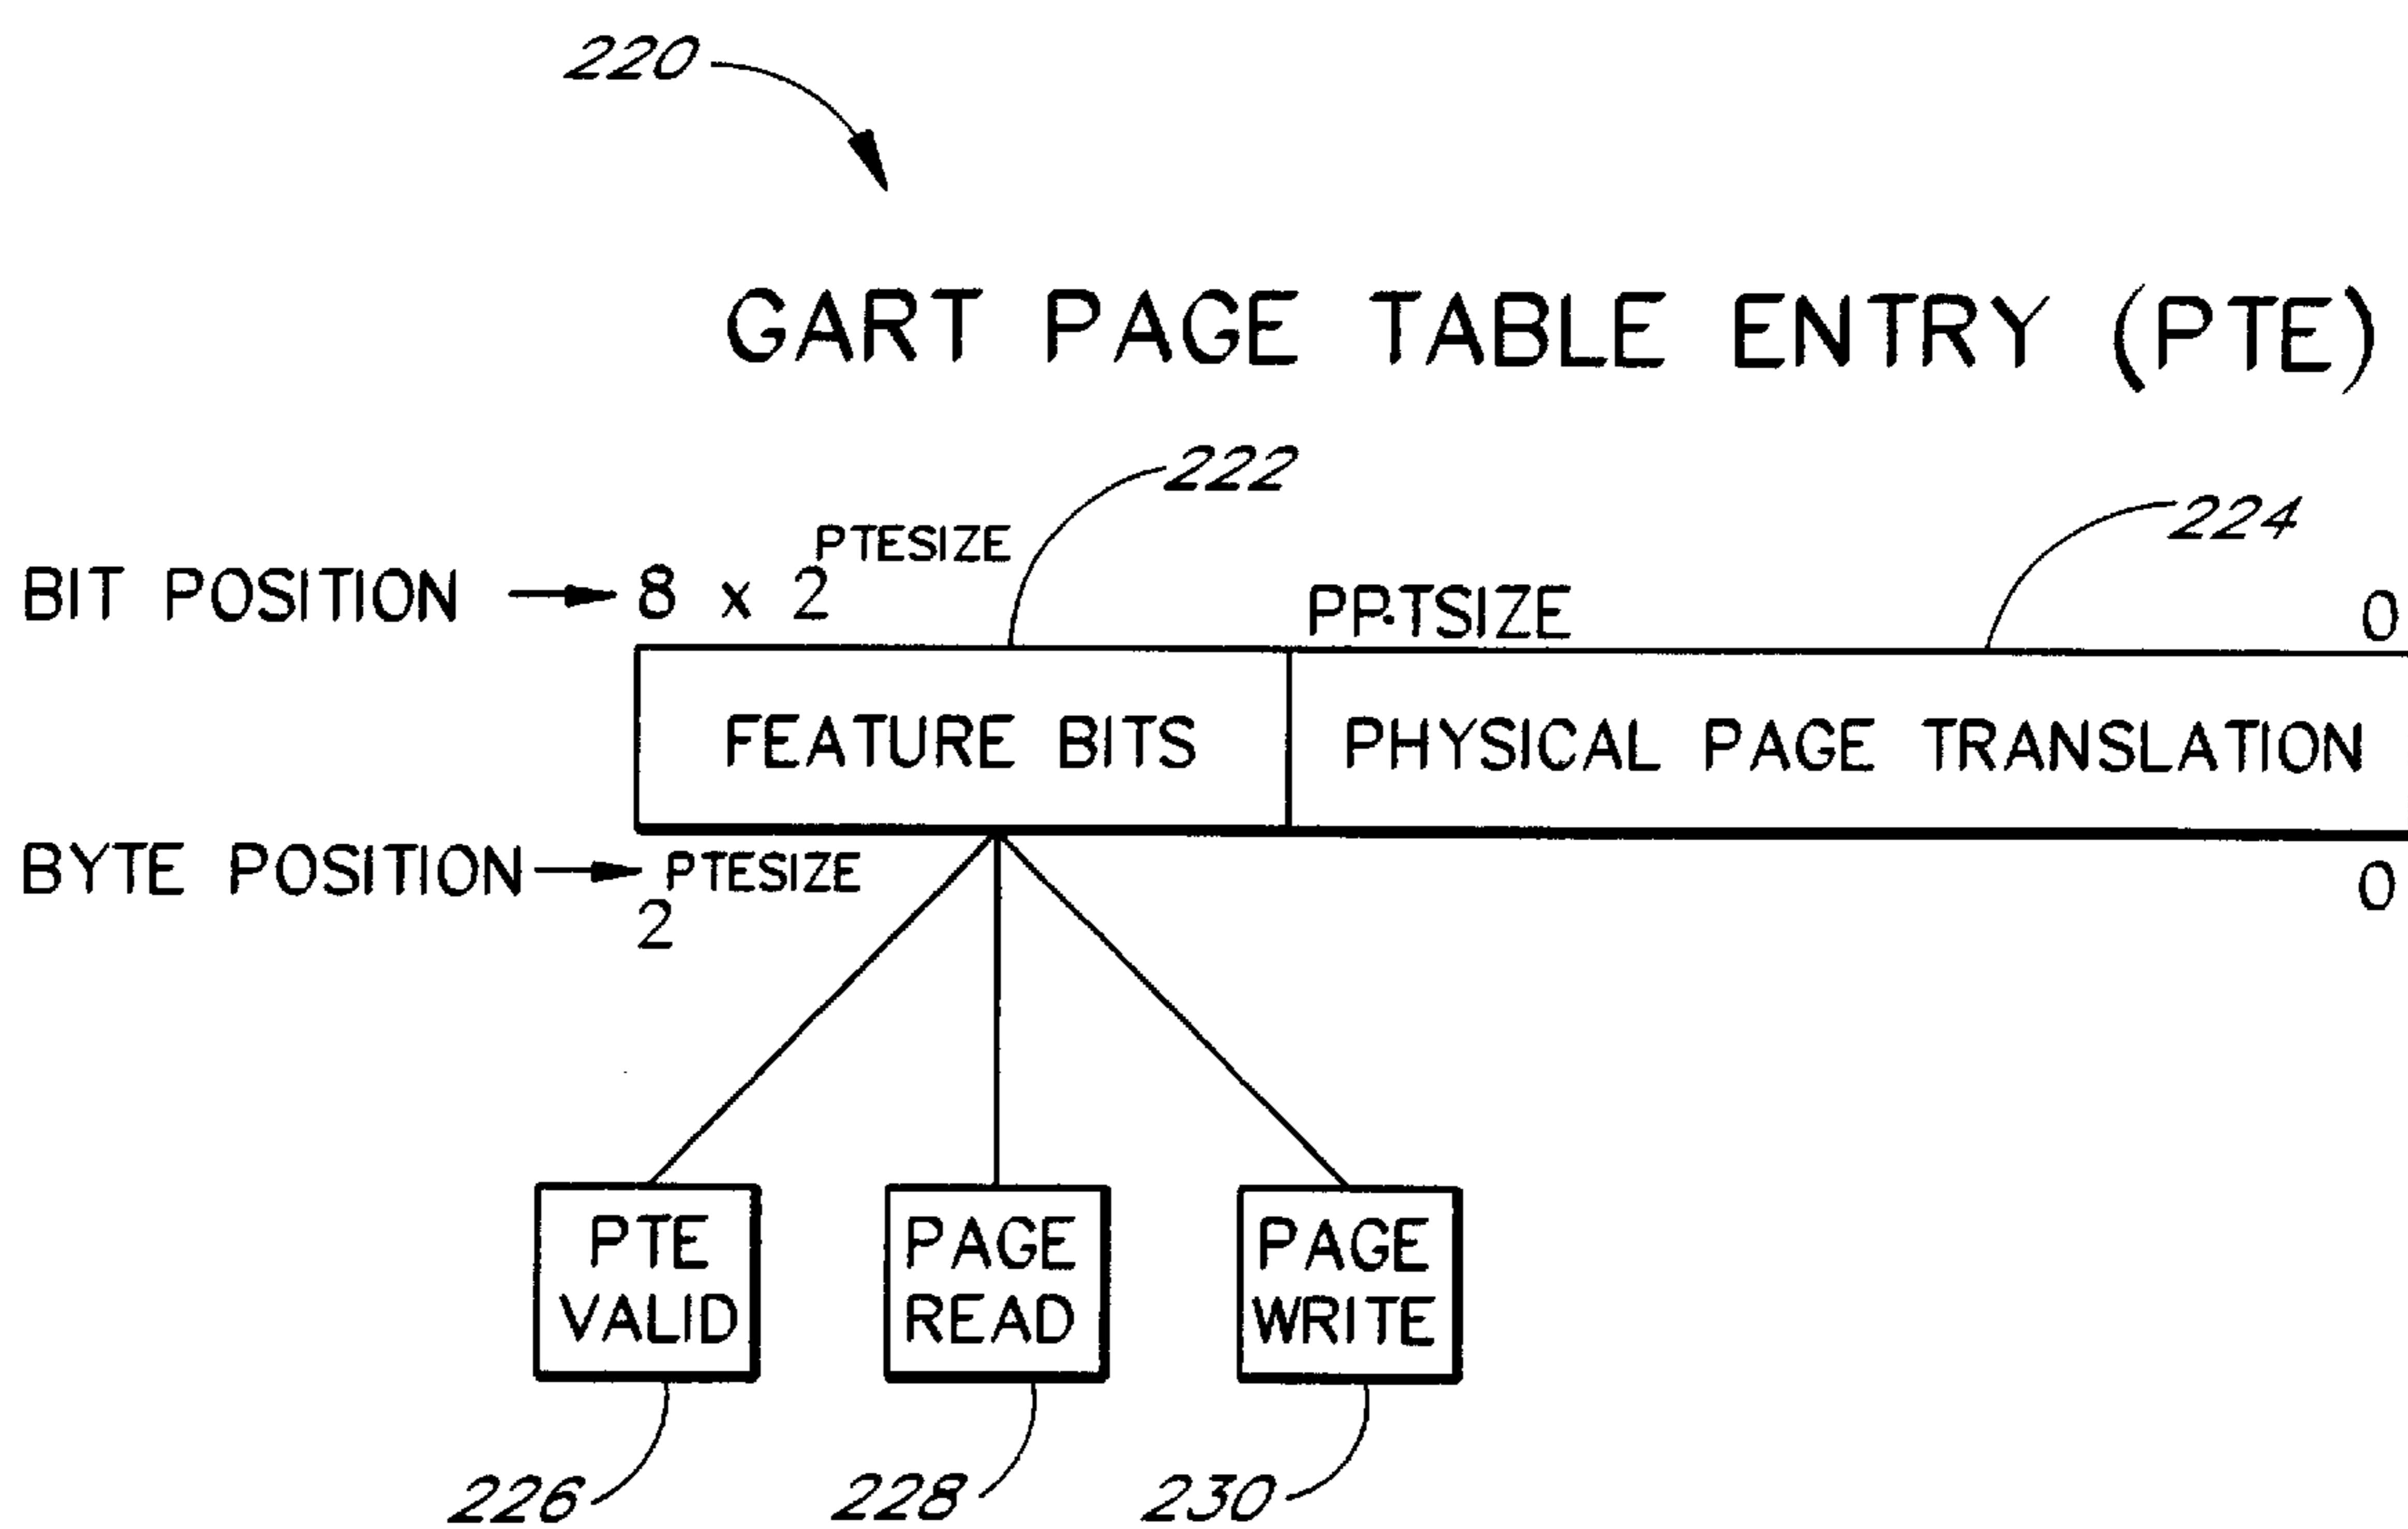 220
GART PAGE TABLE ENTRY (PTE)
222
224
BIT POSITION → 8 x 2 PTESIZE PP.TSIZE 0
FEATURE BITS PHYSICAL PAGE TRANSLATION
BYTE POSITION → 2 PTESIZE 0
PTE VALID
PAGE READ
PAGE WRITE
226 228 230